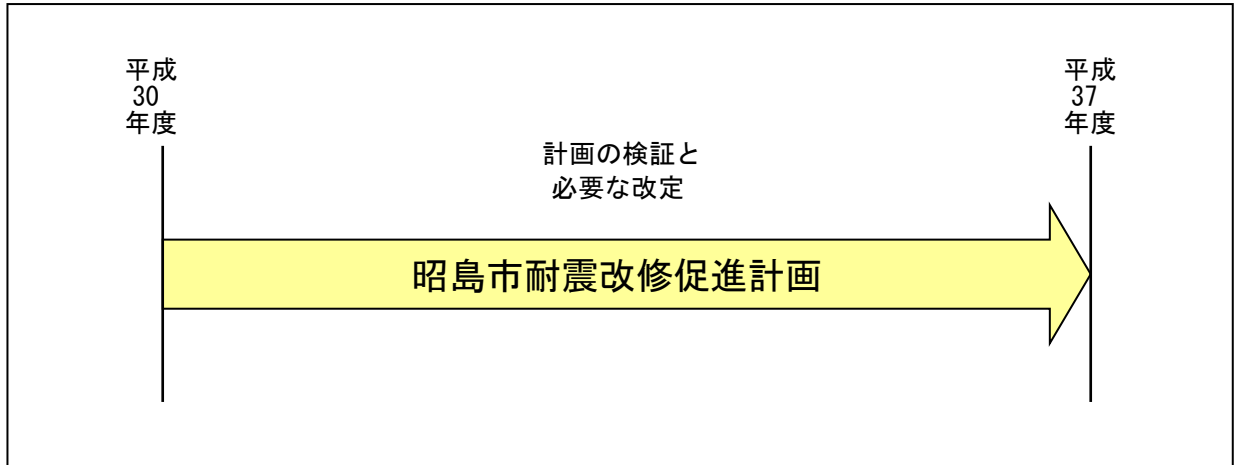 平成
30
年度
平成
37
年度
計画の検証と
必要な改定
昭島市耐震改修促進計画